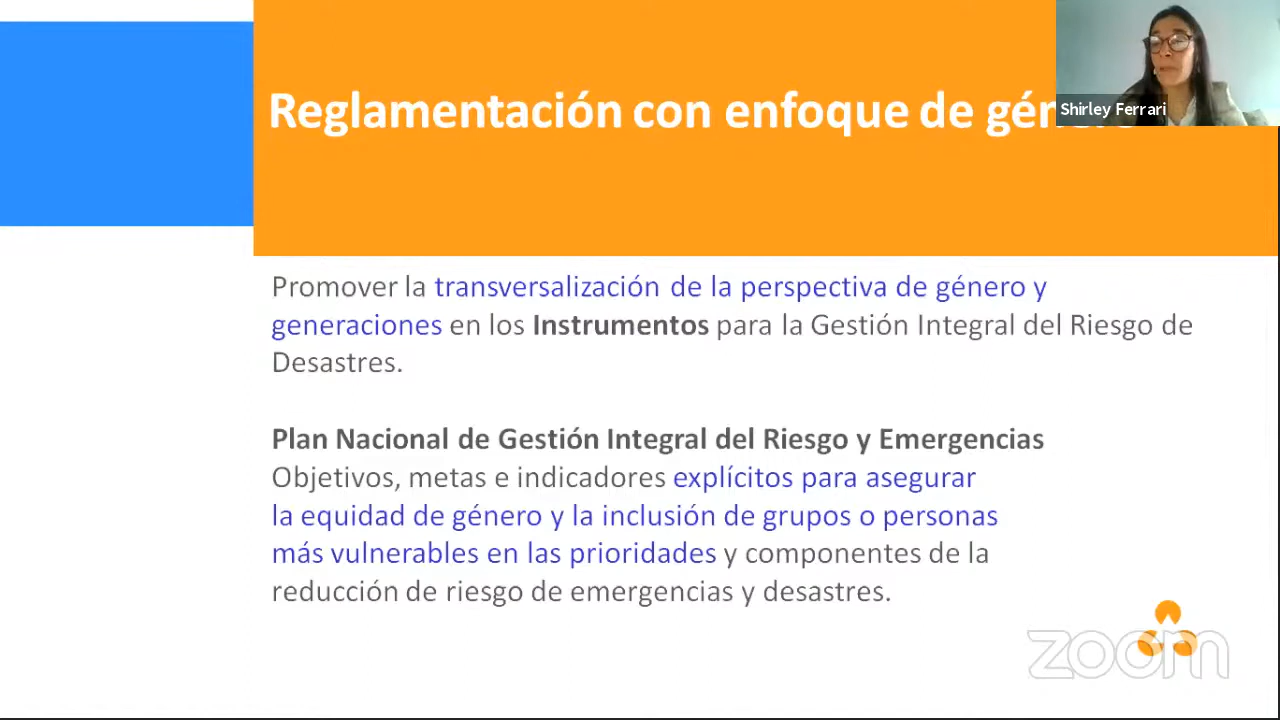 Reglamentación con enfoque de
Shirley Ferrari
Promover la transversalización de la perspectiva de género y
generaciones en los Instrumentos para la Gestión Integral del Riesgo de
Desastres.
Plan Nacional de Gestión Integral del Riesgo y Emergencias
Objetivos, metas e indicadores explícitos para asegurar
la equidad de género y la inclusión de grupos o personas
más vulnerables en las prioridades y componentes de la
reducción de riesgo de emergencias y desastres.
zoom